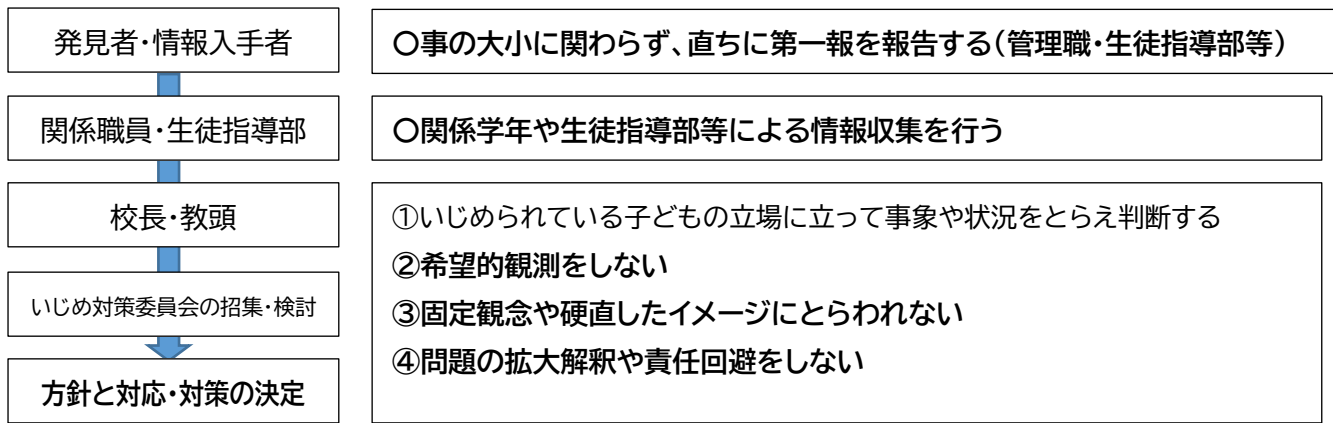 発見者・情報入手者
〇事の大小に関わらず、直ちに第一報を報告する(管理職・生徒指導部等)
関係職員・生徒指導部
〇関係学年や生徒指導部等による情報収集を行う
校長・教頭
いじめ対策委員会の招集・検討
方針と対応・対策の決定
①いじめられている子どもの立場に立って事象や状況をとらえ判断する
②希望的観測をしない
③固定観念や硬直したイメージにとらわれない
④問題の拡大解釈や責任回避をしない